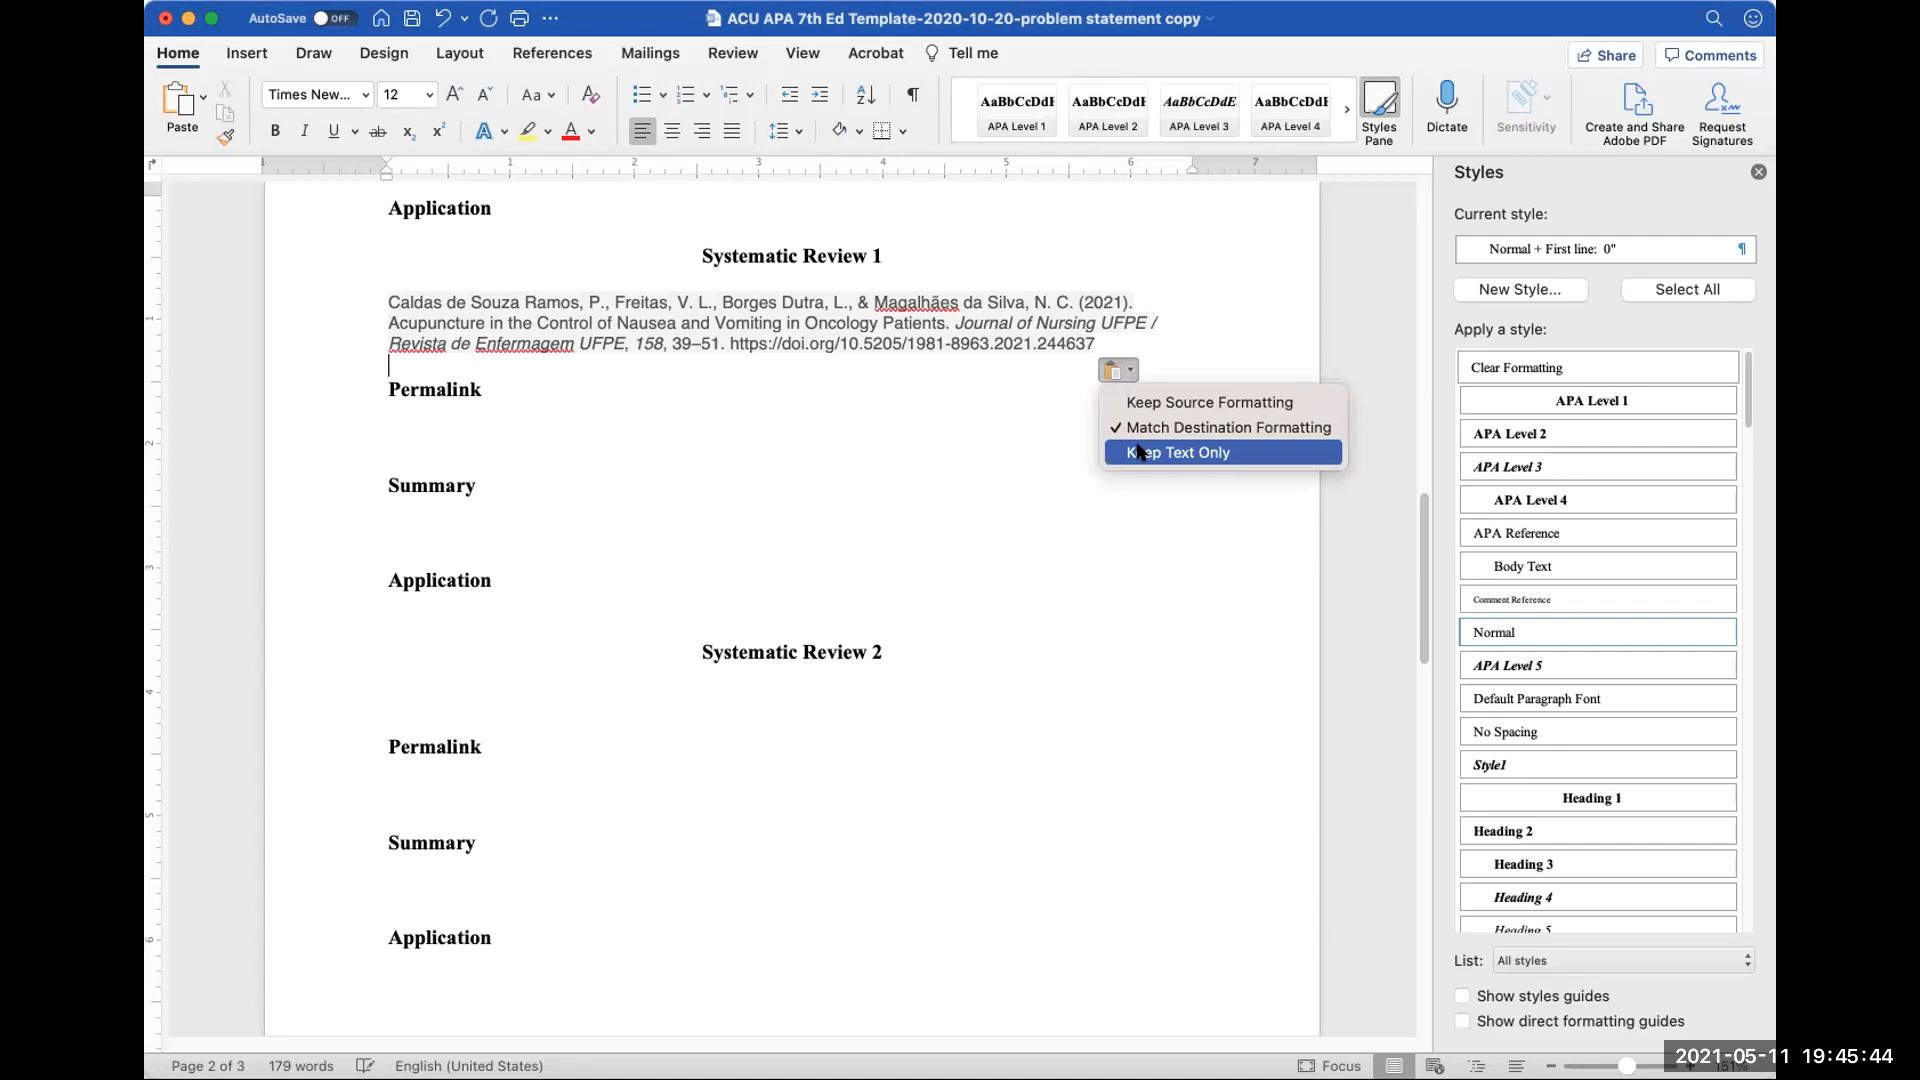 AutoSave OFF
ACU APA 7th Ed Template-2020-10-20-problem statement copy
Home Insert Draw Design Layout References Mailings Review View Acrobat Tell me
Share Comments
Paste
Times New... 12
Aa
AaBbCcDdE APA Level 1
AaBbCcDdE APA Level 2
AaBbCcDdE APA Level 3
AaBbCcDdE APA Level 4
Styles Pane
Dictate
Sensitivity
Create and Share Adobe PDF
Request Signatures
1 1 2 3 4 5 6 7
Application
Systematic Review 1
Caldas de Souza Ramos, P., Freitas, V. L., Borges Dutra, L., & Magalhães da Silva, N. C. (2021).
Acupuncture in the Control of Nausea and Vomiting in Oncology Patients. Journal of Nursing UFPE /
Revista de Enfermagem UFPE, 158, 39–51. https://doi.org/10.5205/1981-8963.2021.244637
Permalink
Summary
Application
Systematic Review 2
Permalink
Summary
Application
Keep Source Formatting
✓ Match Destination Formatting
Keep Text Only
Styles
Current style:
Normal + First line: 0"
New Style... Select All
Apply a style:
Clear Formatting
APA Level 1
APA Level 2
APA Level 3
APA Level 4
APA Reference
Body Text
Comment Reference
Normal
APA Level 5
Default Paragraph Font
No Spacing
Style1
Heading 1
Heading 2
Heading 3
Heading 4
Heading 5
List: All styles
Show styles guides
Show direct formatting guides
Page 2 of 3 179 words English (United States)
Focus
151%
2021-05-11 19:45:44